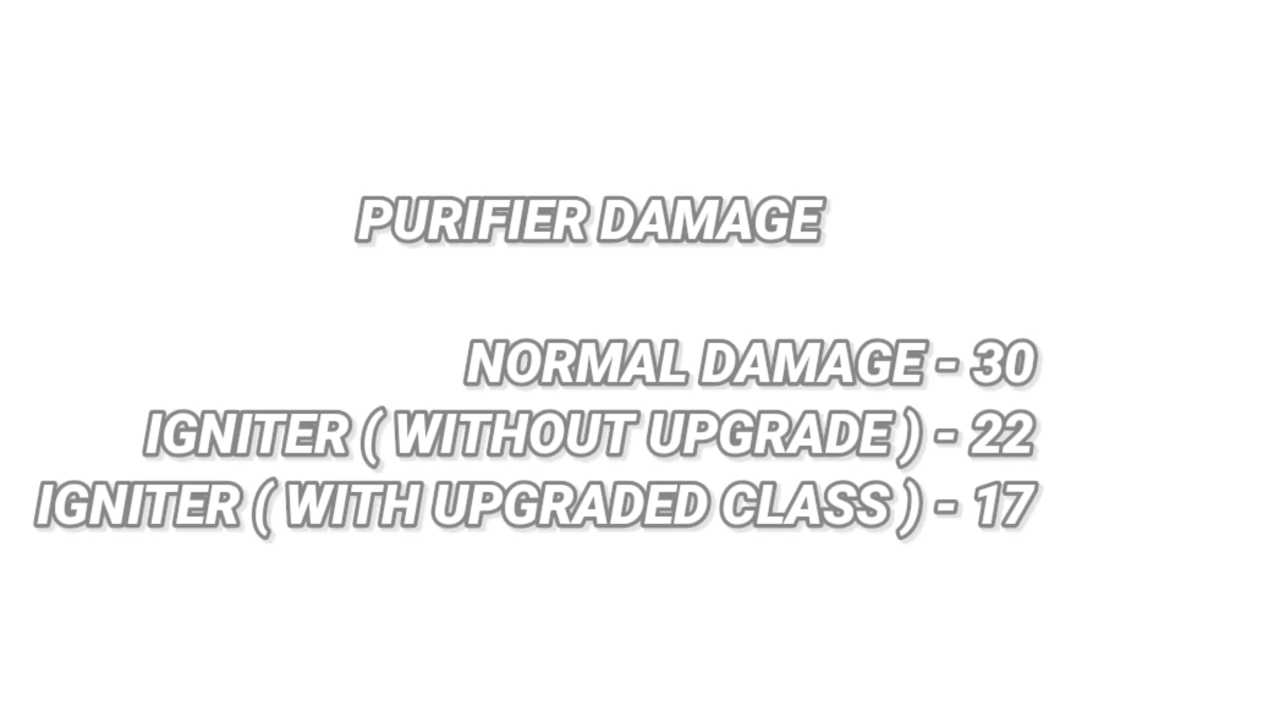 PURIFIER DAMAGE
NORMAL DAMAGE - 30
IGNITER ( WITHOUT UPGRADE ) - 22
IGNITER ( WITH UPGRADED CLASS ) - 17